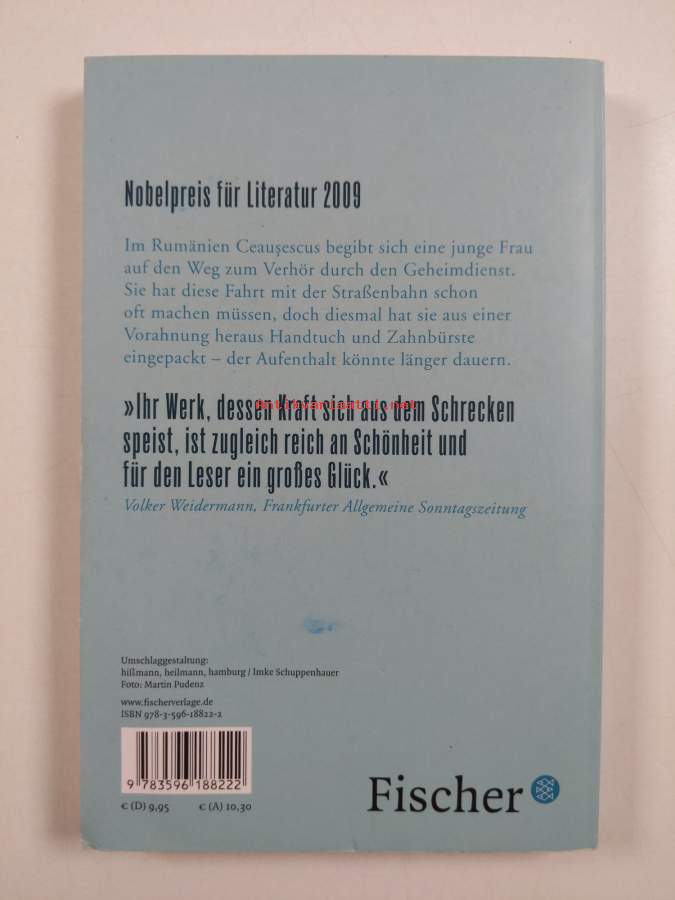 Nobelpreis für Literatur 2009
Im Rumänien Ceaușescus begibt sich eine junge Frau
auf den Weg zum Verhör durch den Geheimdienst.
Sie hat diese Fahrt mit der Straßenbahn schon
oft machen müssen, doch diesmal hat sie aus einer
Vorahnung heraus Handtuch und Zahnbürste
eingepackt – der Aufenthalt könnte länger dauern.
»Ihr Werk, dessen Kraft sich aus dem Schrecken
antikvariaatti.net
speist, ist zugleich reich an Schönheit und
für den Leser ein großes Glück.«
Volker Weidermann, Frankfurter Allgemeine Sonntagszeitung
Umschlaggestaltung:
hißmann, heilmann, hamburg / Imke Schuppenhauer
Foto: Martin Pudenz
www.fischerverlage.de
ISBN 978-3-596-18822-2
9 783596 188222
€ (D) 9,95 € (A) 10,30
Fischer